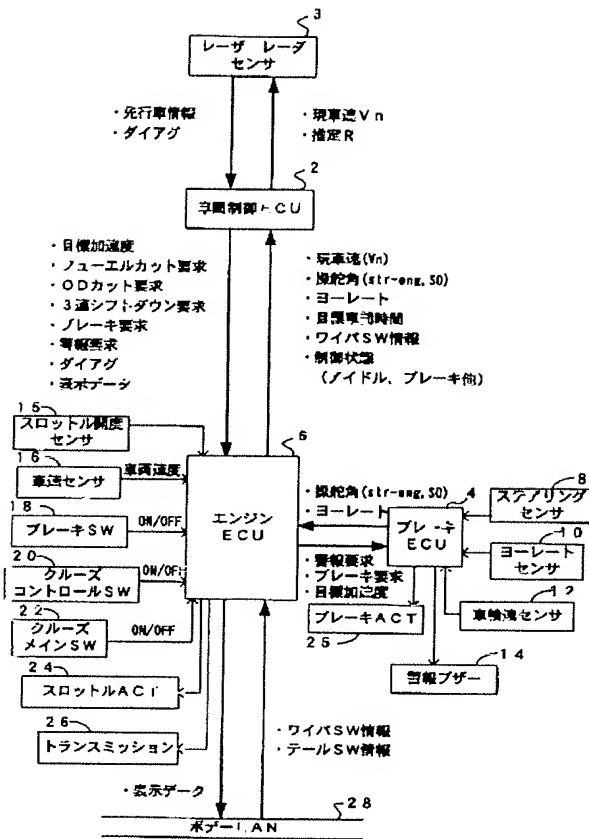 3
レーザ レーダ
センサ
・先行車情報
・ダイアグ
・現車速Vn
・推定R
2
車間制御ECU
・目標加速度
・フューエルカット要求
・ODカット要求
・3速シフトダウン要求
・ブレーキ要求
・警報要求
・ダイアグ
・表示データ
・現車速(Vn)
・操舵角(str-eng, S0)
・ヨーレート
・目標車間時間
・ワイパSW情報
・制御状態
(アイドル、ブレーキ他)
15
スロットル開度
センサ
16
車速センサ
車両速度
18
ブレーキSW
ON/OFF
20
クルーズ
コントロールSW
ON/OFF
22
クルーズ
メインSW
ON/OFF
24
スロットルACT
26
トランスミッション
6
エンジン
ECU
・操舵角(str-eng, S0)
・ヨーレート
4
ブレーキ
ECU
8
ステアリング
センサ
10
ヨーレート
センサ
12
車輪速センサ
・警報要求
・ブレーキ要求
・目標加速度
ブレーキACT
25
14
警報ブザー
・ワイパSW情報
・テールSW情報
・表示データ
28
ボデーLAN